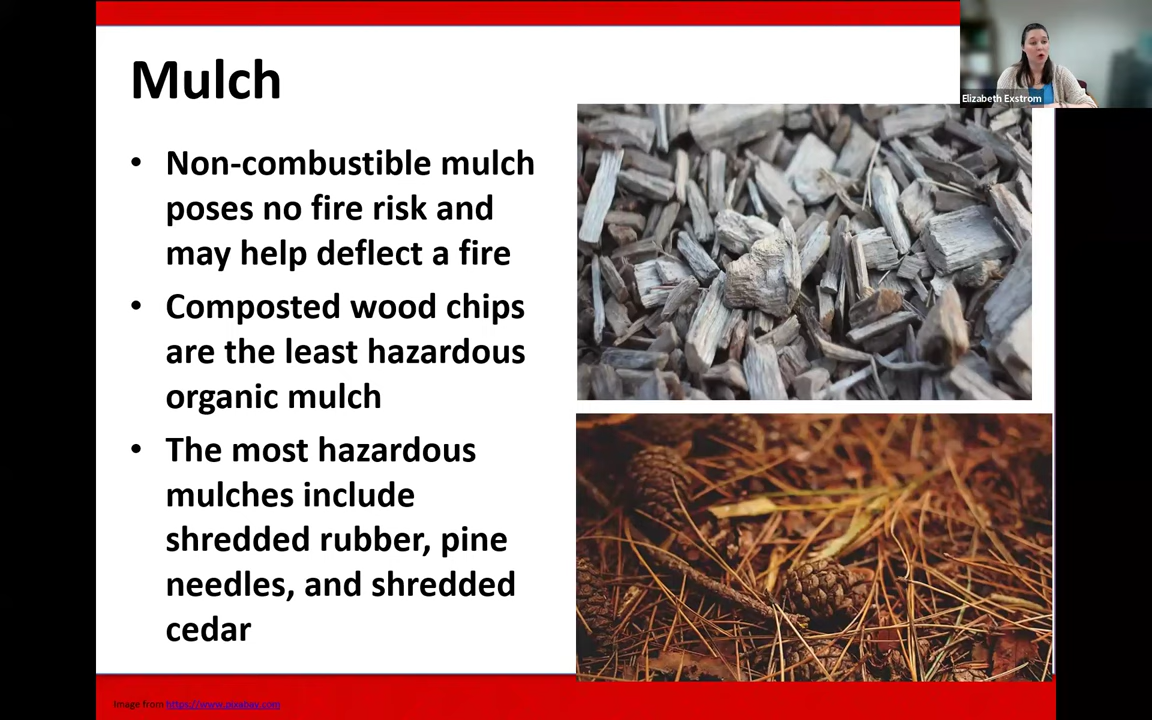 Mulch
• Non-combustible mulch
poses no fire risk and
may help deflect a fire
• Composted wood chips
are the least hazardous
organic mulch
• The most hazardous
mulches include
shredded rubber, pine
needles, and shredded
cedar
Elizabeth Exstrom
Image from https://www.pixabay.com